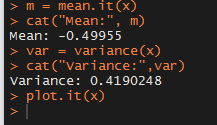 > m = mean.it(x)
> cat("Mean:", m)
Mean: -0.49955
> var = variance(x)
> cat("Variance:",var)
Variance: 0.4190248
> plot.it(x)
>